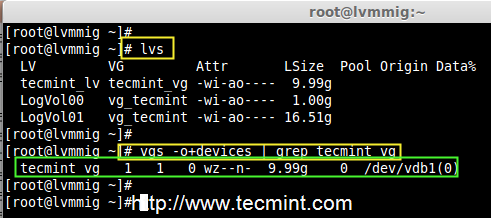 root@lvmmig:~
[root@lvmmig ~]#
[root@lvmmig ~]# lvs
LV VG Attr LSize Pool Origin Data%
tecmint_lv tecmint_vg -wi-ao---- 9.99g
LogVol00 vg_tecmint -wi-ao---- 1.00g
LogVol01 vg_tecmint -wi-ao---- 16.51g
[root@lvmmig ~]#
[root@lvmmig ~]# vgs -o+devices | grep tecmint_vg
tecmint_vg 1 1 0 wz--n- 9.99g 0 /dev/vdb1(0)
[root@lvmmig ~]#
[root@lvmmig ~]# http://www.tecmint.com